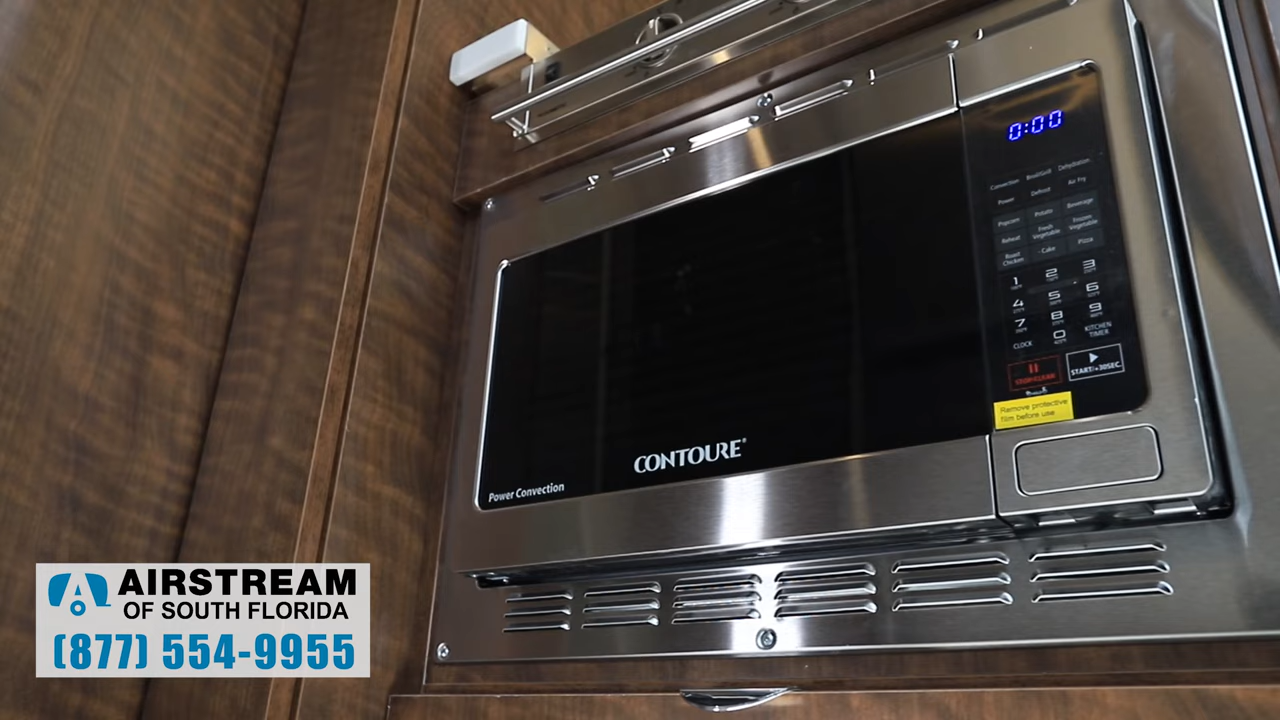 0:00
Convection Broil/Grill Dehydration
Power Defrost Air Fry
Popcorn Potato Beverage
Reheat Fresh Vegetable Frozen Vegetable
Roast Chicken Cake Pizza
1 2 3
4 5 6
7 8 9
CLOCK 0 KITCHEN TIMER
STOP/CLEAR START/+30SEC.
Remove protective
film before use
CONTOURE®
Power Convection
AIRSTREAM
OF SOUTH FLORIDA
(877) 554-9955